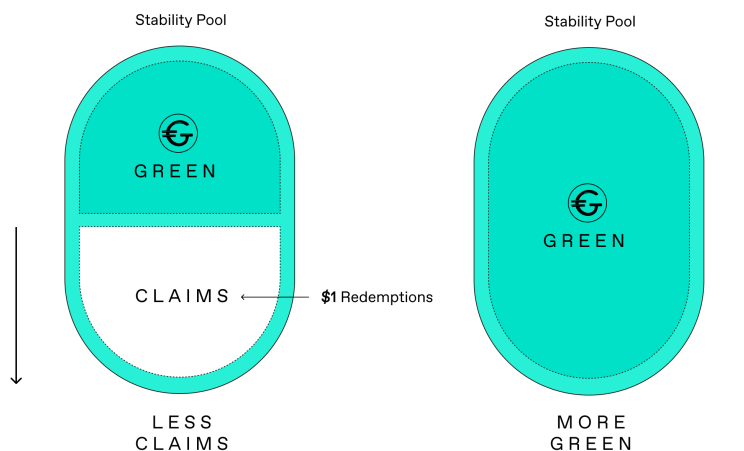 Stability Pool
GREEN
CLAIMS
$1 Redemptions
LESS
CLAIMS
Stability Pool
GREEN
MORE
GREEN